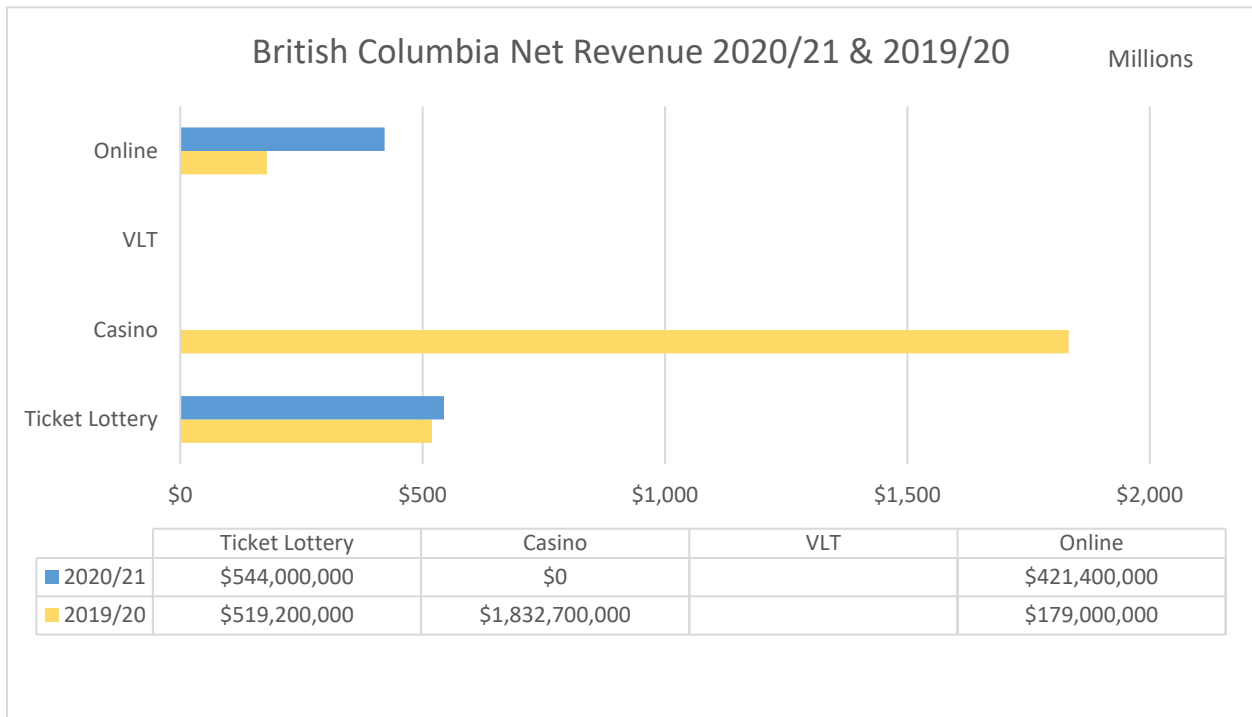 British Columbia Net Revenue 2020/21 & 2019/20
Millions
Online
VLT
Casino
Ticket Lottery
$0 $500 $1,000 $1,500 $2,000
Ticket Lottery Casino VLT Online
2020/21 $544,000,000 $0 $421,400,000
2019/20 $519,200,000 $1,832,700,000 $179,000,000